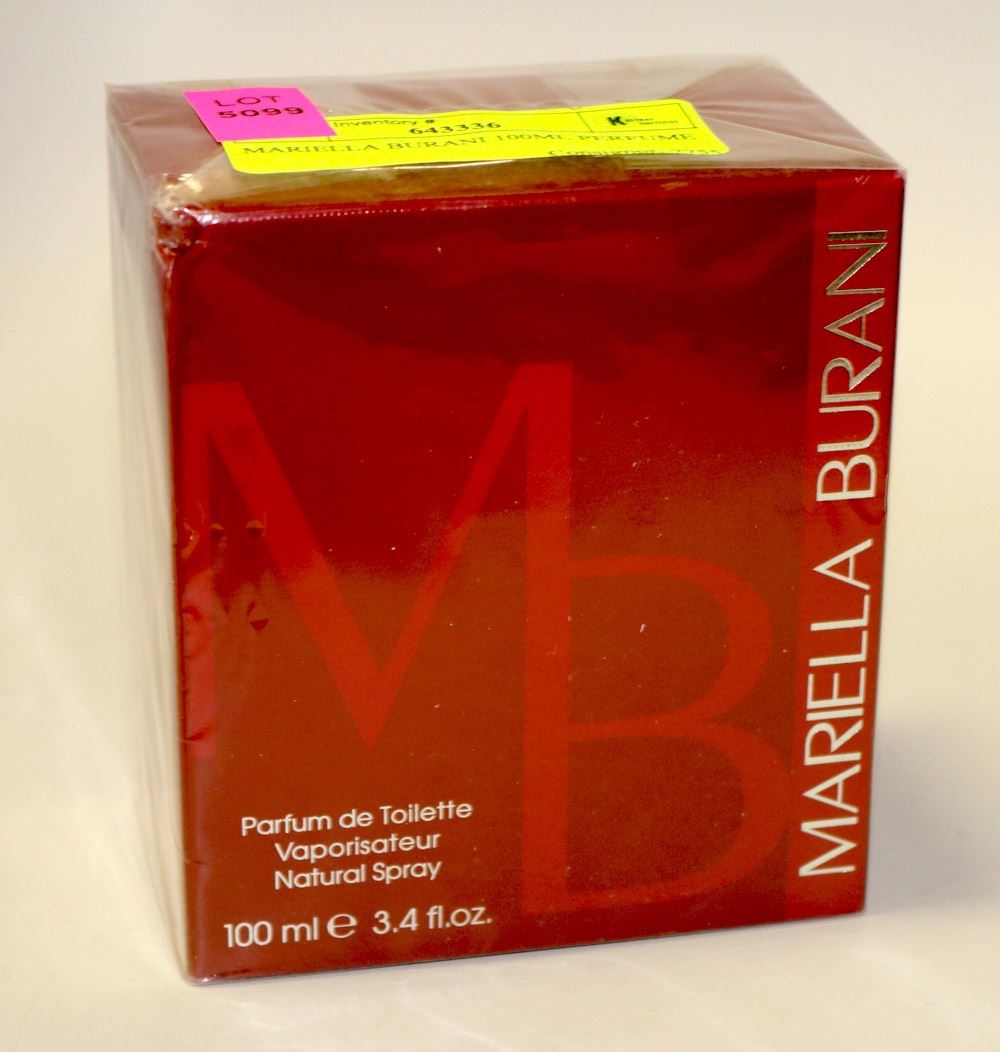 LOT
5099
Inventory #
643336
MARIELLA BURANI 100ML PERFUME
MB
MARIELLA BURANI
Parfum de Toilette
Vaporisateur
Natural Spray
100 ml e 3.4 fl.oz.